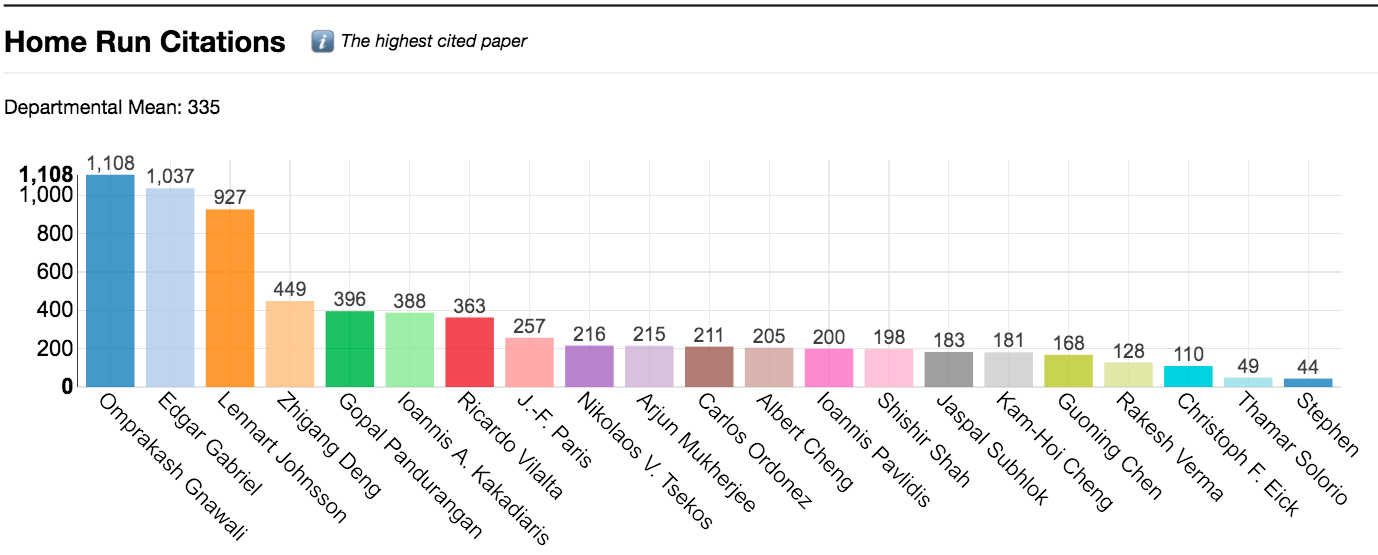 Home Run Citations
i The highest cited paper
Departmental Mean: 335
1,108
1,000
800
600
400
200
0
1,108
1,037
927
449
396
388
363
257
216
215
211
205
200
198
183
181
168
128
110
49
44
Omprakash Gnawali
Edgar Gabriel
Lennart Johnsson
Zhigang Deng
Gopal Pandurangan
Ioannis A. Kakadiaris
Ricardo Vilalta
J.-F. Paris
Nikolaos V. Tsekos
Arjun Mukherjee
Carlos Ordonez
Albert Cheng
Ioannis Pavlidis
Shishir Shah
Jaspal Subhlok
Kam-Hoi Cheng
Guoning Chen
Rakesh Verma
Christoph F. Eick
Thamar Solorio
Stephen